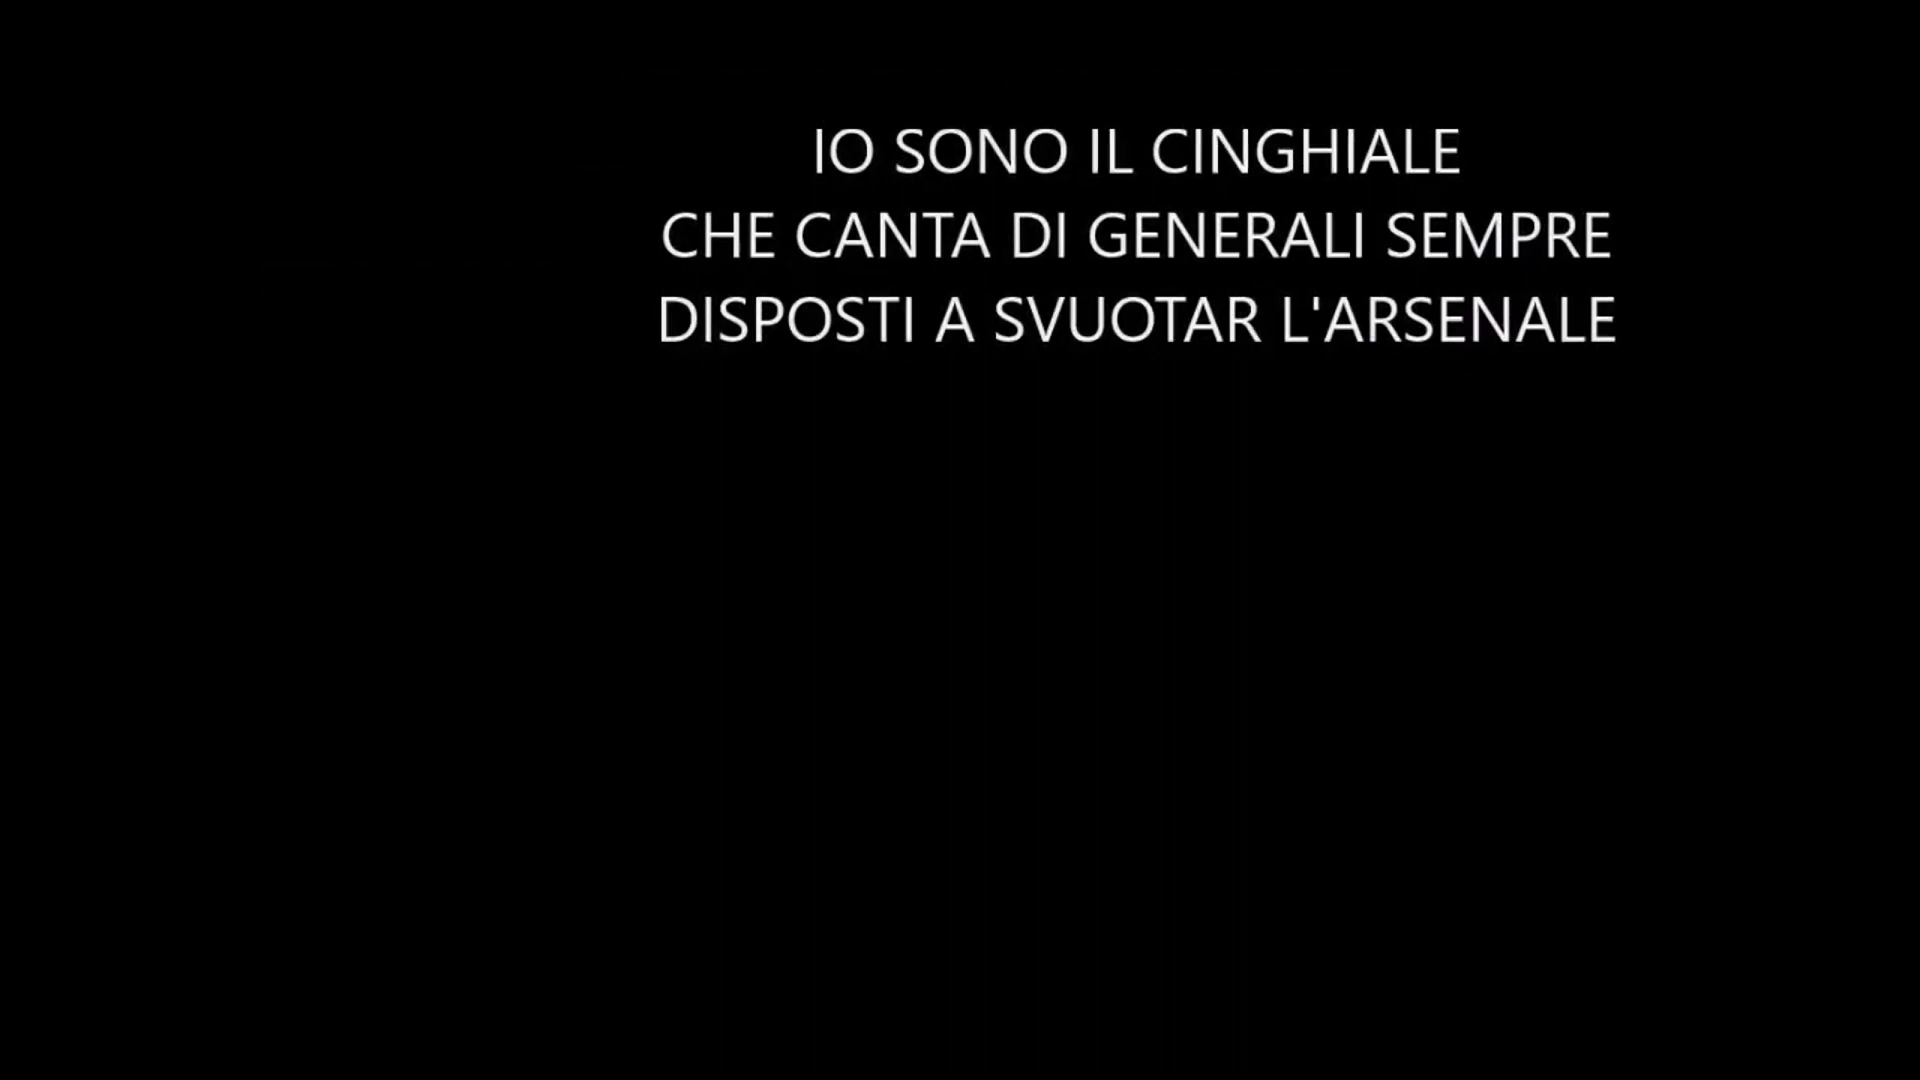 IO SONO IL CINGHIALE
CHE CANTA DI GENERALI SEMPRE
DISPOSTI A SVUOTAR L'ARSENALE